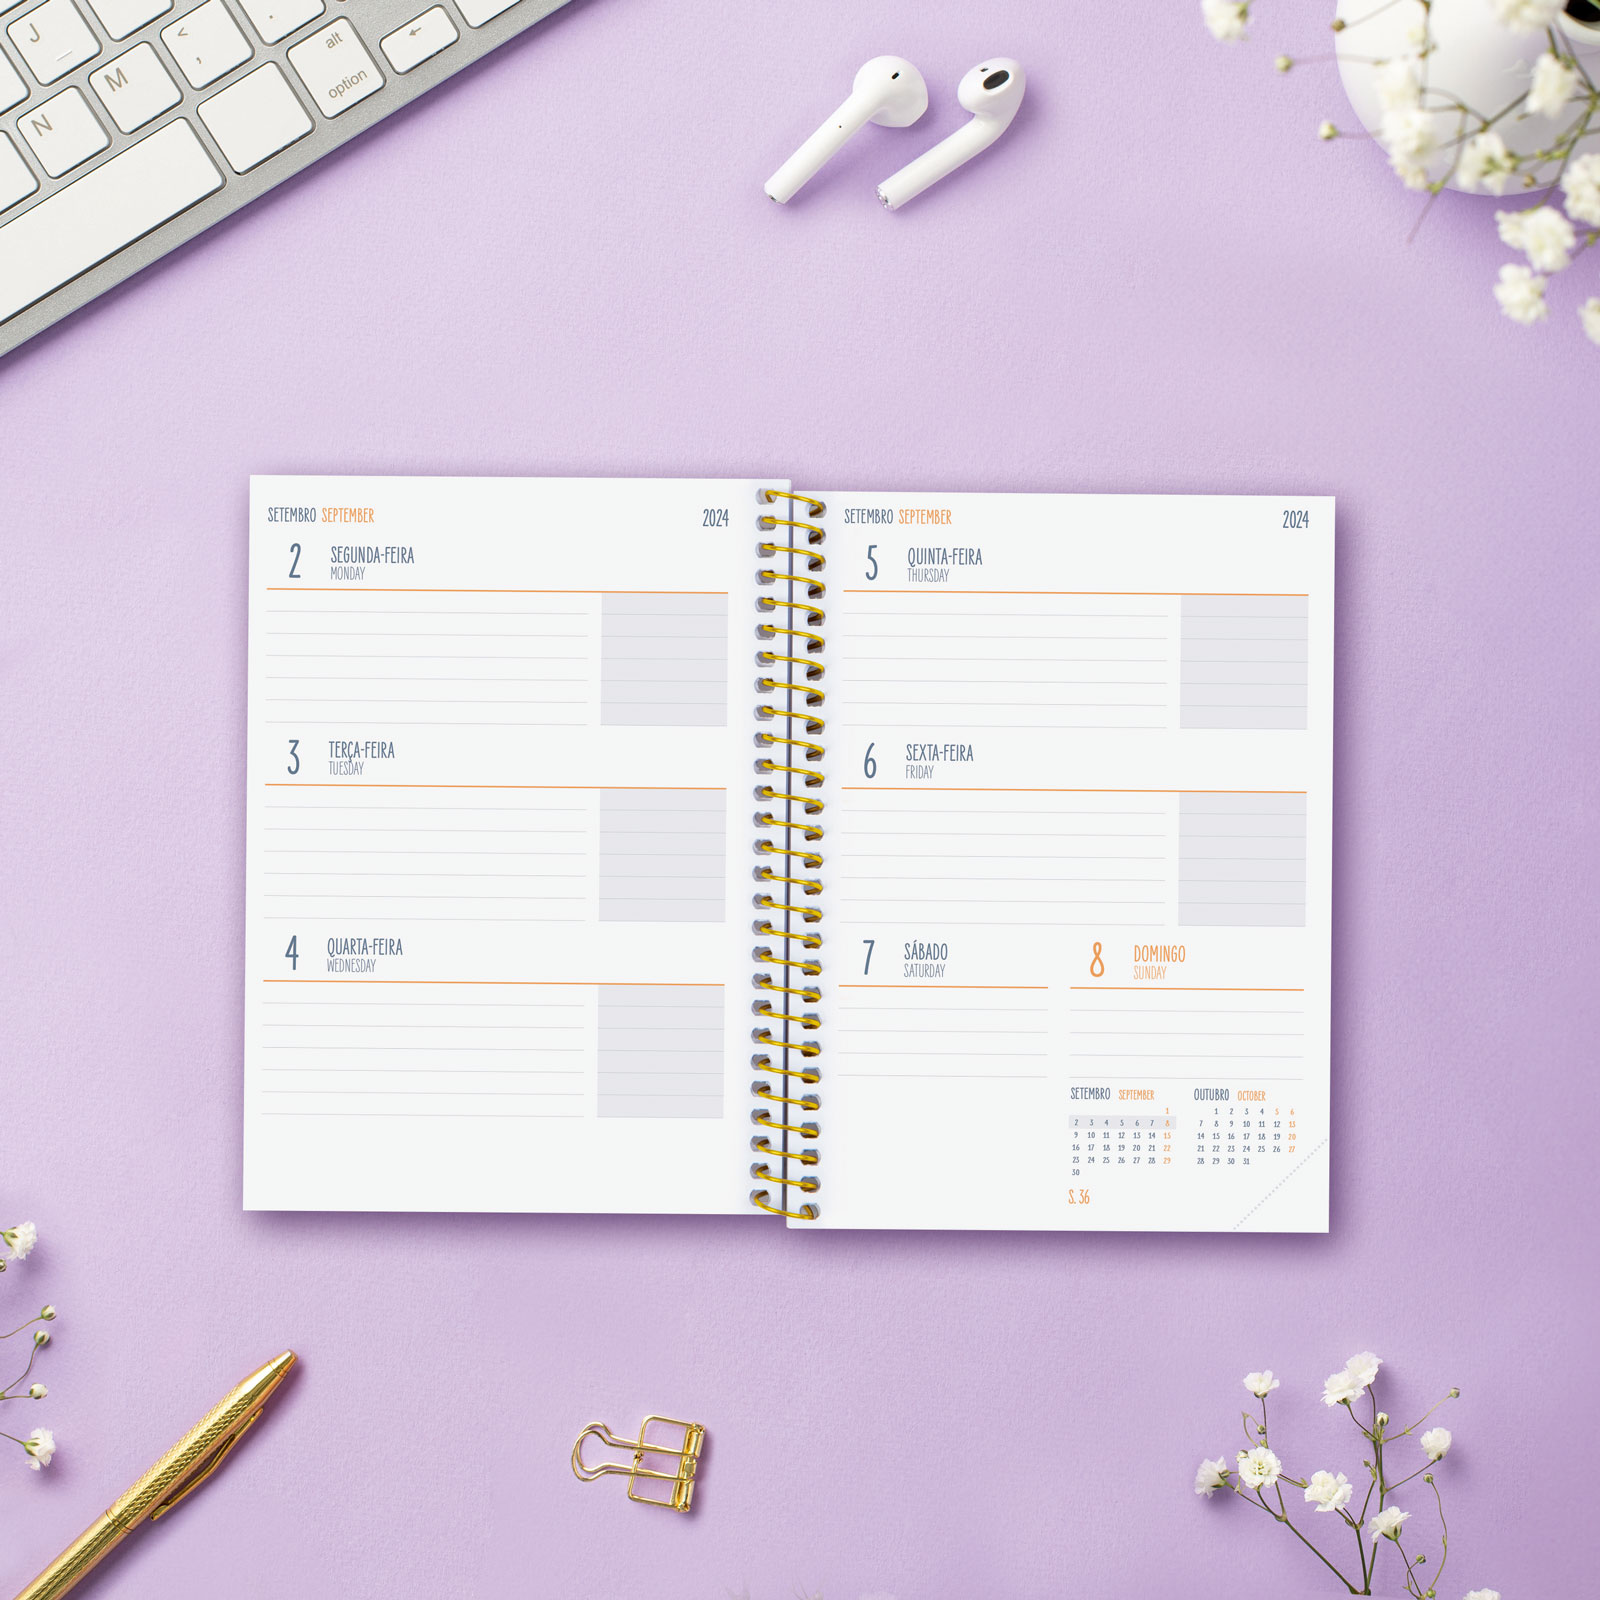 J
_
<
,
alt
option
←
M
N
SETEMBRO SEPTEMBER 2024
2 SEGUNDA-FEIRA
MONDAY
3 TERÇA-FEIRA
TUESDAY
4 QUARTA-FEIRA
WEDNESDAY
SETEMBRO SEPTEMBER 2024
5 QUINTA-FEIRA
THURSDAY
6 SEXTA-FEIRA
FRIDAY
7 SÁBADO
SATURDAY
8 DOMINGO
SUNDAY
SETEMBRO SEPTEMBER
1
2 3 4 5 6 7 8
9 10 11 12 13 14 15
16 17 18 19 20 21 22
23 24 25 26 27 28 29
30
S. 36
OUTUBRO OCTOBER
1 2 3 4 5 6
7 8 9 10 11 12 13
14 15 16 17 18 19 20
21 22 23 24 25 26 27
28 29 30 31